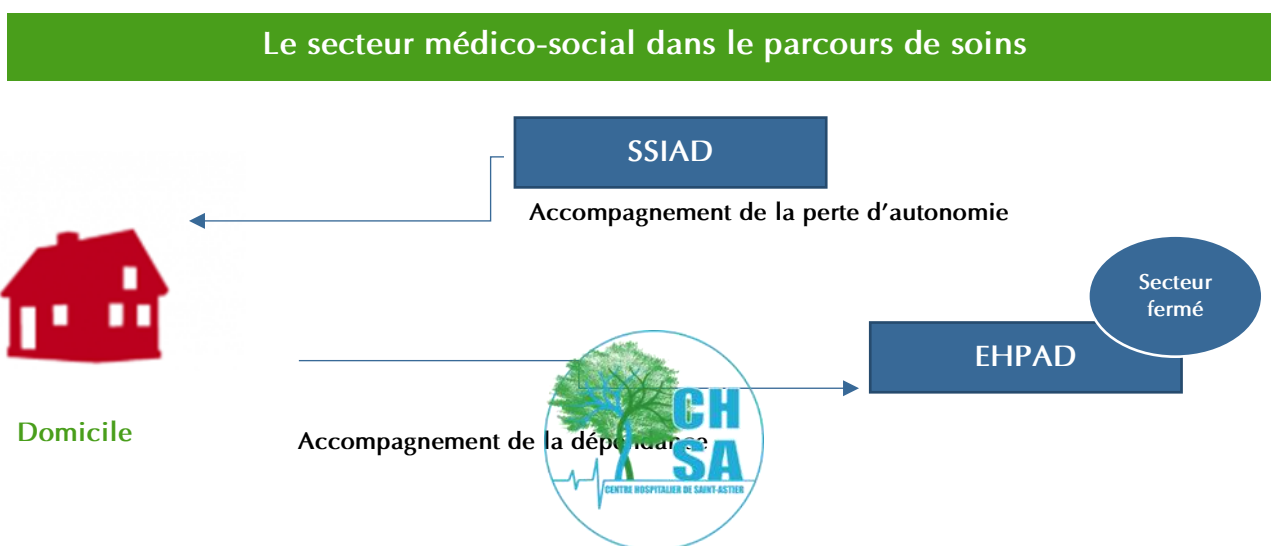 Le secteur médico-social dans le parcours de soins
SSIAD
Accompagnement de la perte d’autonomie
Secteur
fermé
EHPAD
Domicile
Accompagnement de la dépendance
CH
SA
CENTRE HOSPITALIER DE SAINT-ASTIER